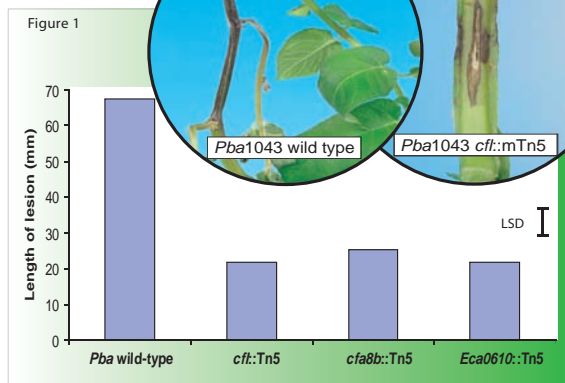 Figure 1
Pba1043 wild type
Pba1043 cfl::mTn5
Length of lesion (mm)
70
60
50
40
30
20
10
0
LSD
Pba wild-type
cfl::Tn5
cfa8b::Tn5
Eca0610::Tn5